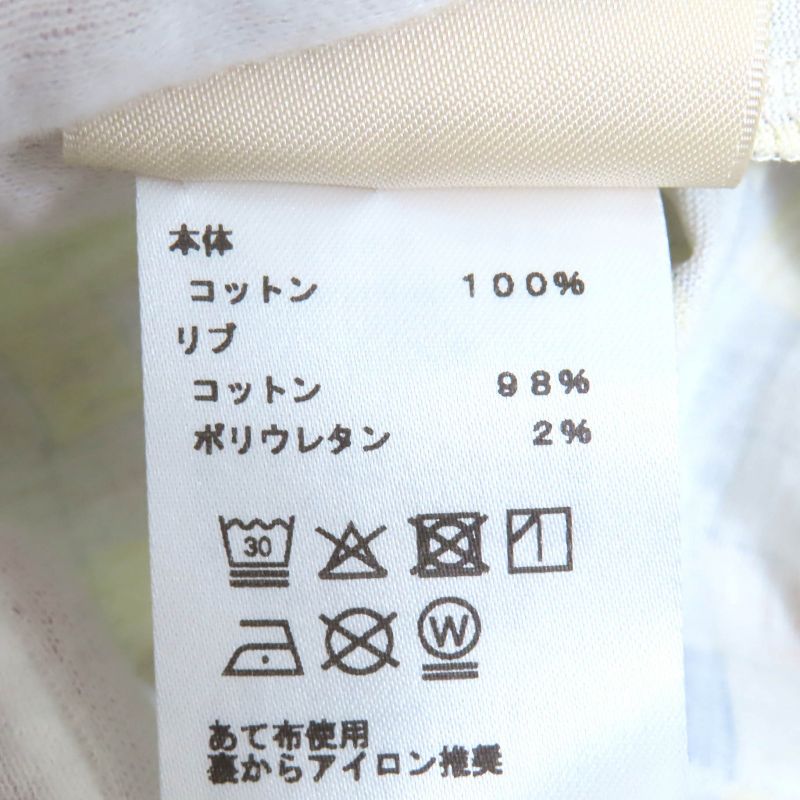 本体
コットン 100%
リブ
コットン 98%
ポリウレタン 2%
30
W
あて布使用
裏からアイロン推奨